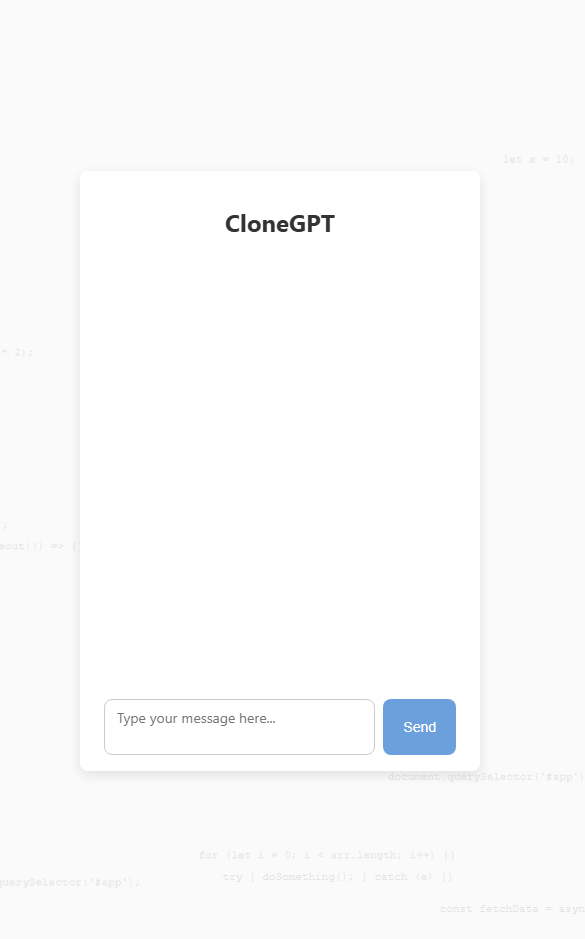 let x = 10;
CloneGPT
* 2);
;
eout(() => {
Type your message here...
Send
document.querySelector('#app')
for (let i = 0; i < arr.length; i++) {}
try { doSomething(); } catch (e) {}
querySelector('#app');
const fetchData = asyn